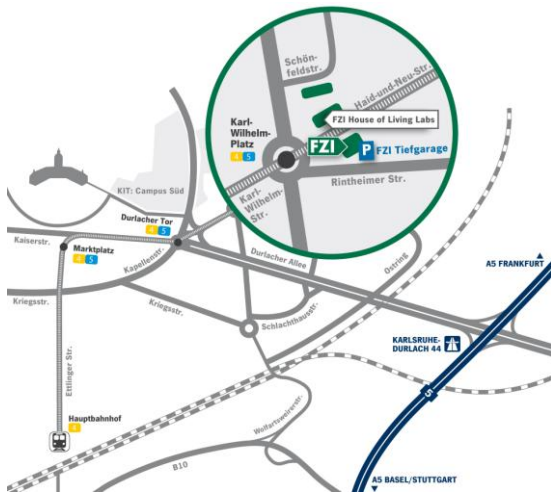 Schön-
feldstr.
Haid-und-Neu-Str.
Karl-
Wilhelm-
Platz
4 5
FZI House of Living Labs
FZI
P FZI Tiefgarage
Rintheimer Str.
Karl-
Wilhelm-
Str.
KIT: Campus Süd
Durlacher Tor
4 5
Kaiserstr.
Marktplatz
4 5
Kapellenstr.
Durlacher Allee
Ostring
A5 FRANKFURT
Kriegsstr.
Kriegsstr.
Schlachthausstr.
KARLSRUHE-
DURLACH 44
Ettlinger Str.
5
Hauptbahnhof
4
Wolfartsweirerstr.
B10
A5 BASEL/STUTTGART